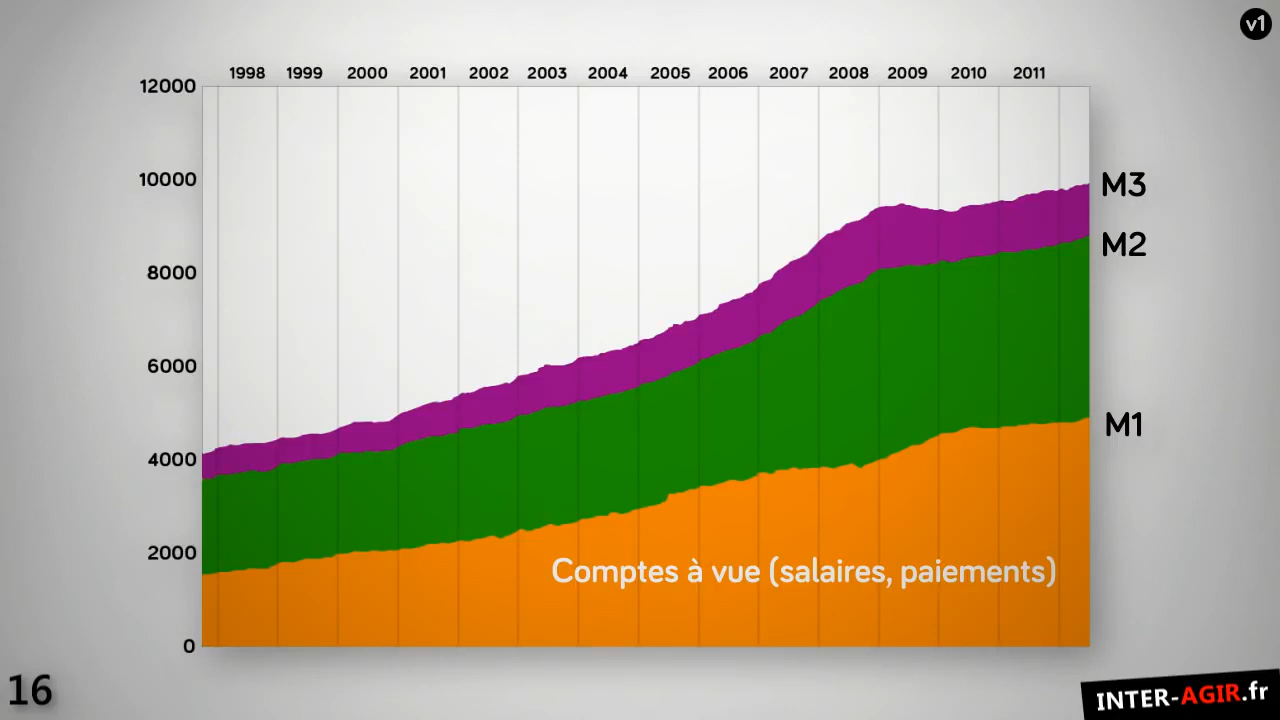 v1
1998 1999 2000 2001 2002 2003 2004 2005 2006 2007 2008 2009 2010 2011
12000
10000
M3
M2
8000
6000
M1
4000
2000
Comptes à vue (salaires, paiements)
0
16
INTER-AGIR.fr